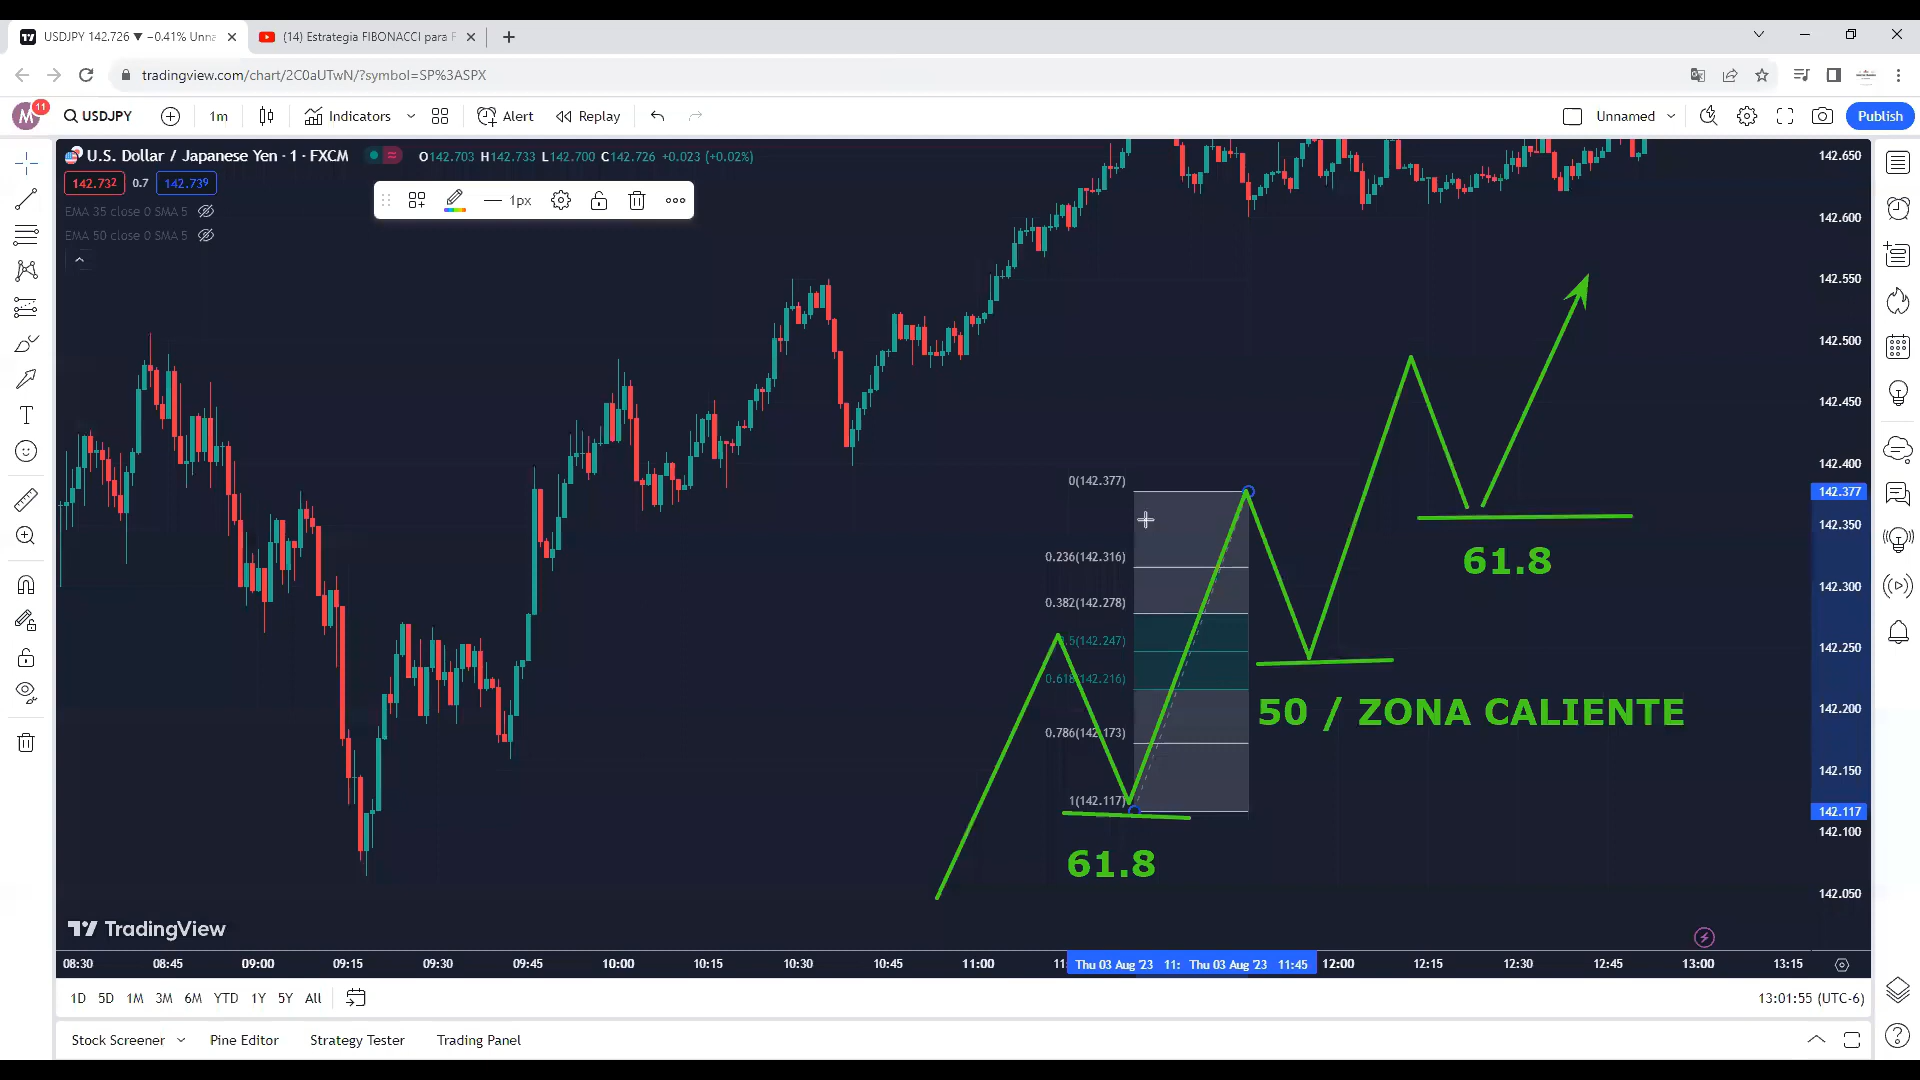 USDJPY 142.726 ▼ −0.41% Unna
(14) Estrategia FIBONACCI para F
tradingview.com/chart/2C0aUTwN/?symbol=SP%3ASPX
M 11
USDJPY
1m
Indicators
Alert
Replay
Unnamed
Publish
U.S. Dollar / Japanese Yen · 1 · FXCM
O142.703 H142.733 L142.700 C142.726 +0.023 (+0.02%)
142.732 0.7 142.739
EMA 35 close 0 SMA 5
EMA 50 close 0 SMA 5
1px
142.650
142.600
142.550
142.500
142.450
142.400
142.377
142.350
142.300
142.250
142.200
142.150
142.117
142.100
142.050
0(142.377)
0.236(142.316)
0.382(142.278)
.5(142.247)
0.618(142.216)
0.786(142.173)
1(142.117)
61.8
50 / ZONA CALIENTE
61.8
TradingView
08:30 08:45 09:00 09:15 09:30 09:45 10:00 10:15 10:30 10:45 11:00 11: Thu 03 Aug '23 11: Thu 03 Aug '23 11:45 12:00 12:15 12:30 12:45 13:00 13:15
1D 5D 1M 3M 6M YTD 1Y 5Y All
13:01:55 (UTC-6)
Stock Screener Pine Editor Strategy Tester Trading Panel